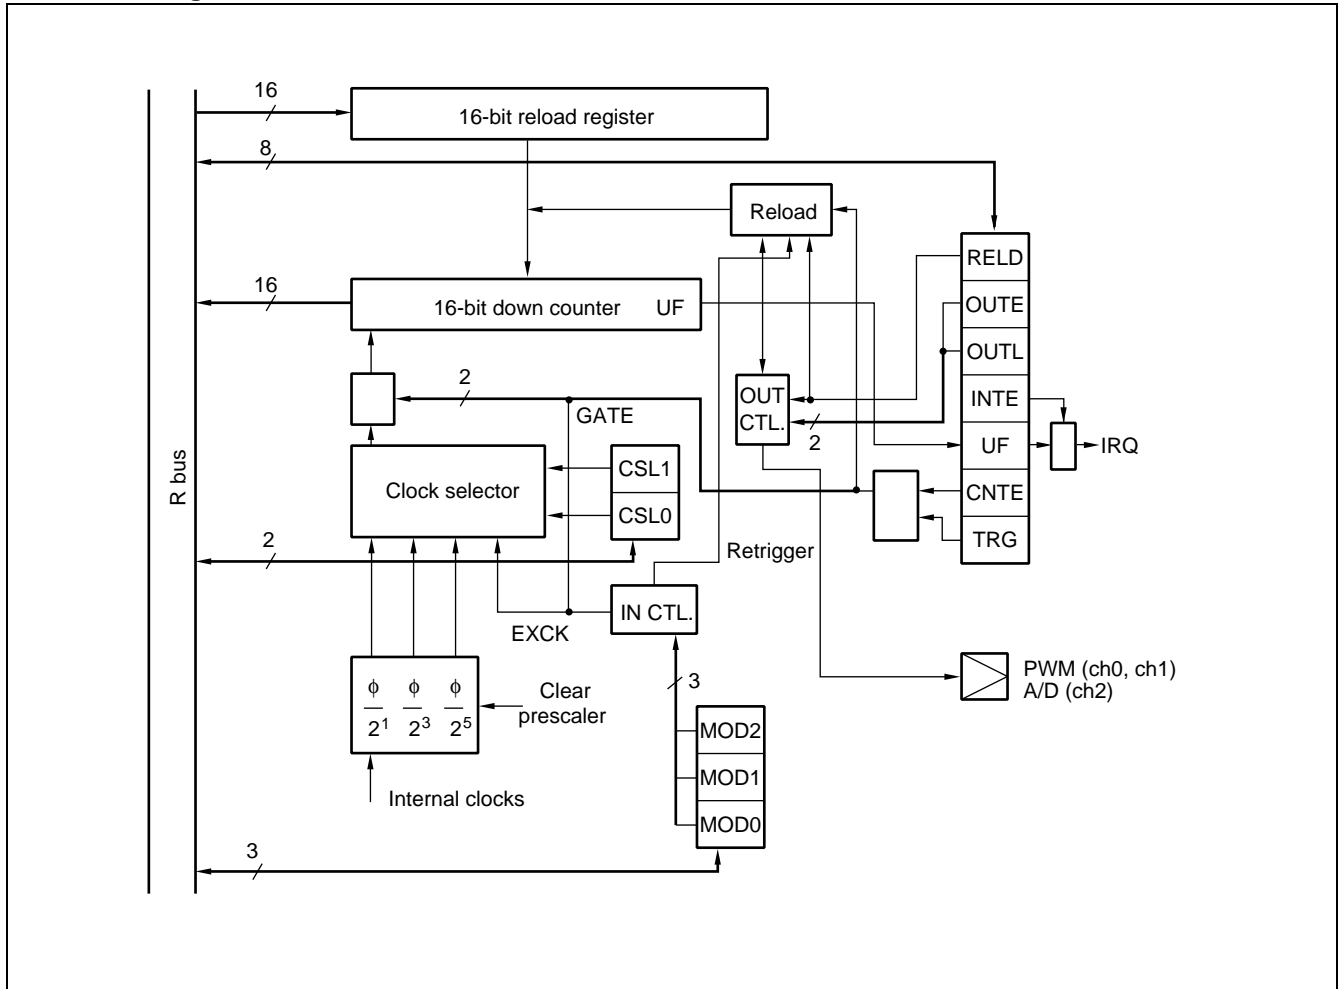 16
16-bit reload register
8
Reload
RELD
16
16-bit down counter UF
OUTE
OUTL
2
OUT
CTL.
INTE
GATE
2
UF
IRQ
R bus
Clock selector
CSL1
CSL0
CNTE
TRG
2
Retrigger
IN CTL.
EXCK
PWM (ch0, ch1)
A/D (ch2)
3
ϕ ϕ ϕ
2¹ 2³ 2⁵
Clear
prescaler
MOD2
MOD1
MOD0
Internal clocks
3